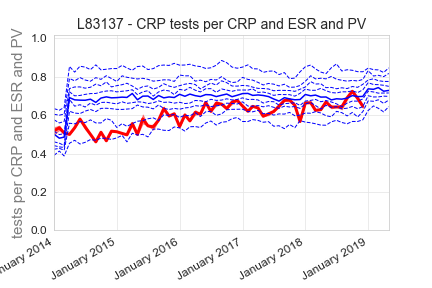 L83137 - CRP tests per CRP and ESR and PV
tests per CRP and ESR and PV
1.0
0.8
0.6
0.4
0.2
0.0
nuary 2014
January 2015
January 2016
January 2017
January 2018
January 2019